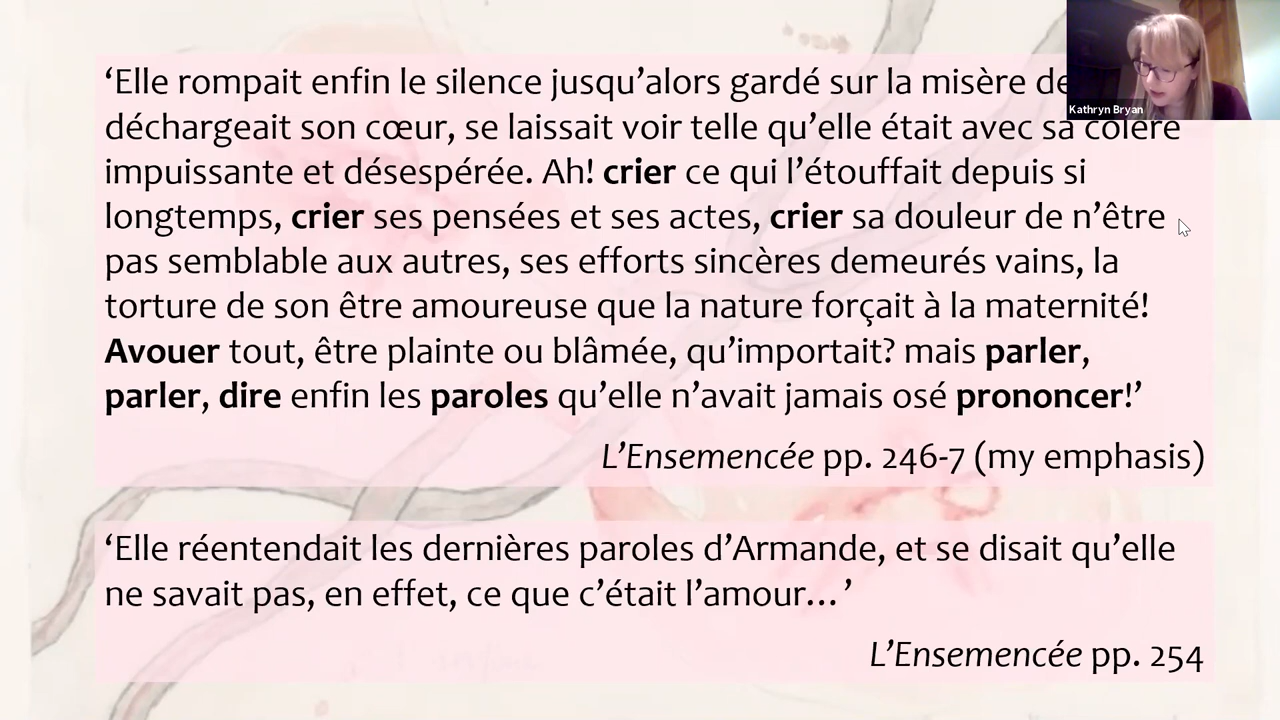 ‘Elle rompait enfin le silence jusqu’alors gardé sur la misère
déchargeait son cœur, se laissait voir telle qu’elle était avec sa colère
impuissante et désespérée. Ah! crier ce qui l’étouffait depuis si
longtemps, crier ses pensées et ses actes, crier sa douleur de n’être
pas semblable aux autres, ses efforts sincères demeurés vains, la
torture de son être amoureuse que la nature forçait à la maternité!
Avouer tout, être plainte ou blâmée, qu’importait? mais parler,
parler, dire enfin les paroles qu’elle n’avait jamais osé prononcer!’
L’Ensemencée pp. 246-7 (my emphasis)
‘Elle réentendait les dernières paroles d’Armande, et se disait qu’elle
ne savait pas, en effet, ce que c’était l’amour…’
L’Ensemencée pp. 254
Kathryn Bryan